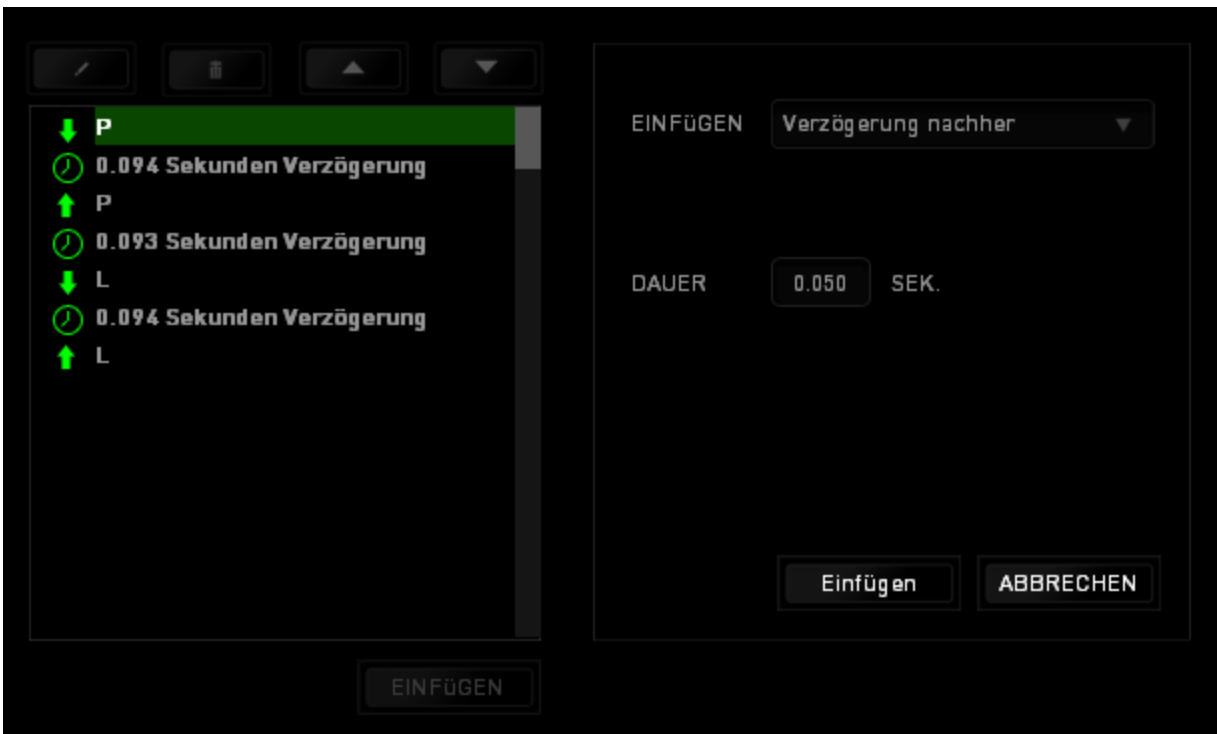 P
0.094 Sekunden Verzögerung
P
0.093 Sekunden Verzögerung
L
0.094 Sekunden Verzögerung
L
EINFüGEN
EINFüGEN Verzögerung nachher
DAUER 0.050 SEK.
Einfügen ABBRECHEN